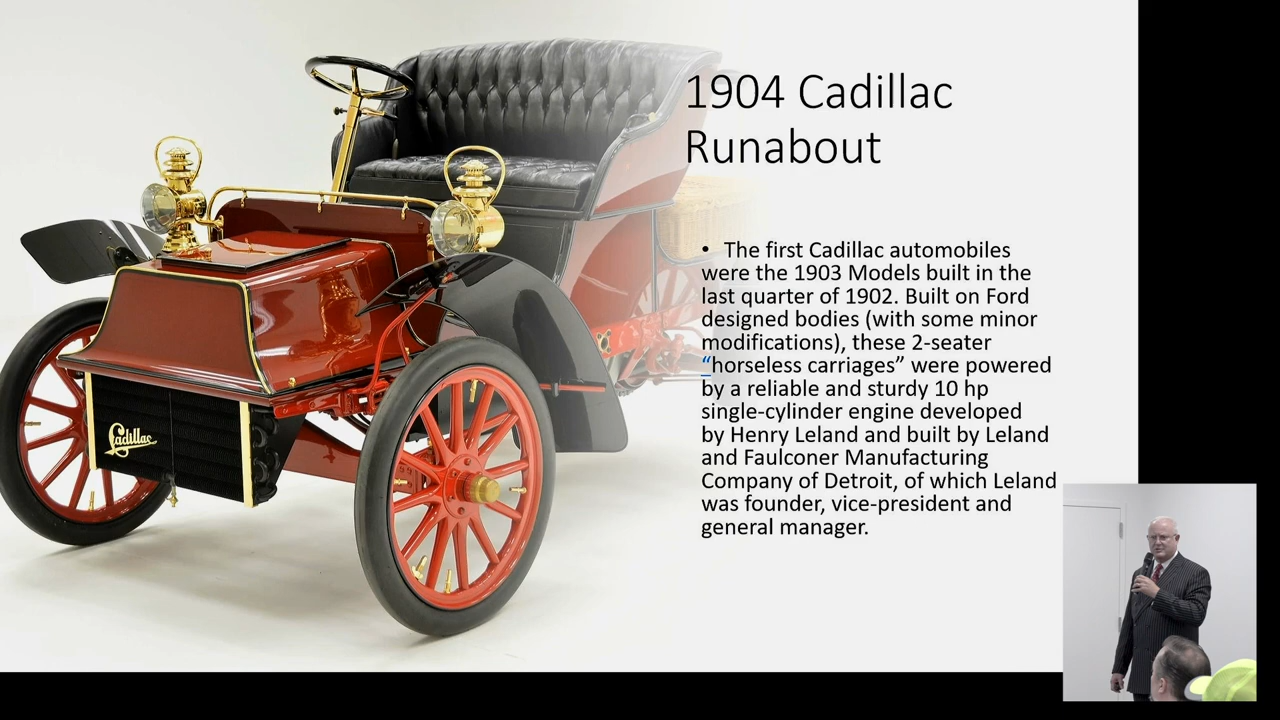 1904 Cadillac
Runabout
• The first Cadillac automobiles
were the 1903 Models built in the
last quarter of 1902. Built on Ford
designed bodies (with some minor
modifications), these 2-seater
“horseless carriages” were powered
by a reliable and sturdy 10 hp
single-cylinder engine developed
by Henry Leland and built by Leland
and Faulconer Manufacturing
Company of Detroit, of which Leland
was founder, vice-president and
general manager.
Cadillac